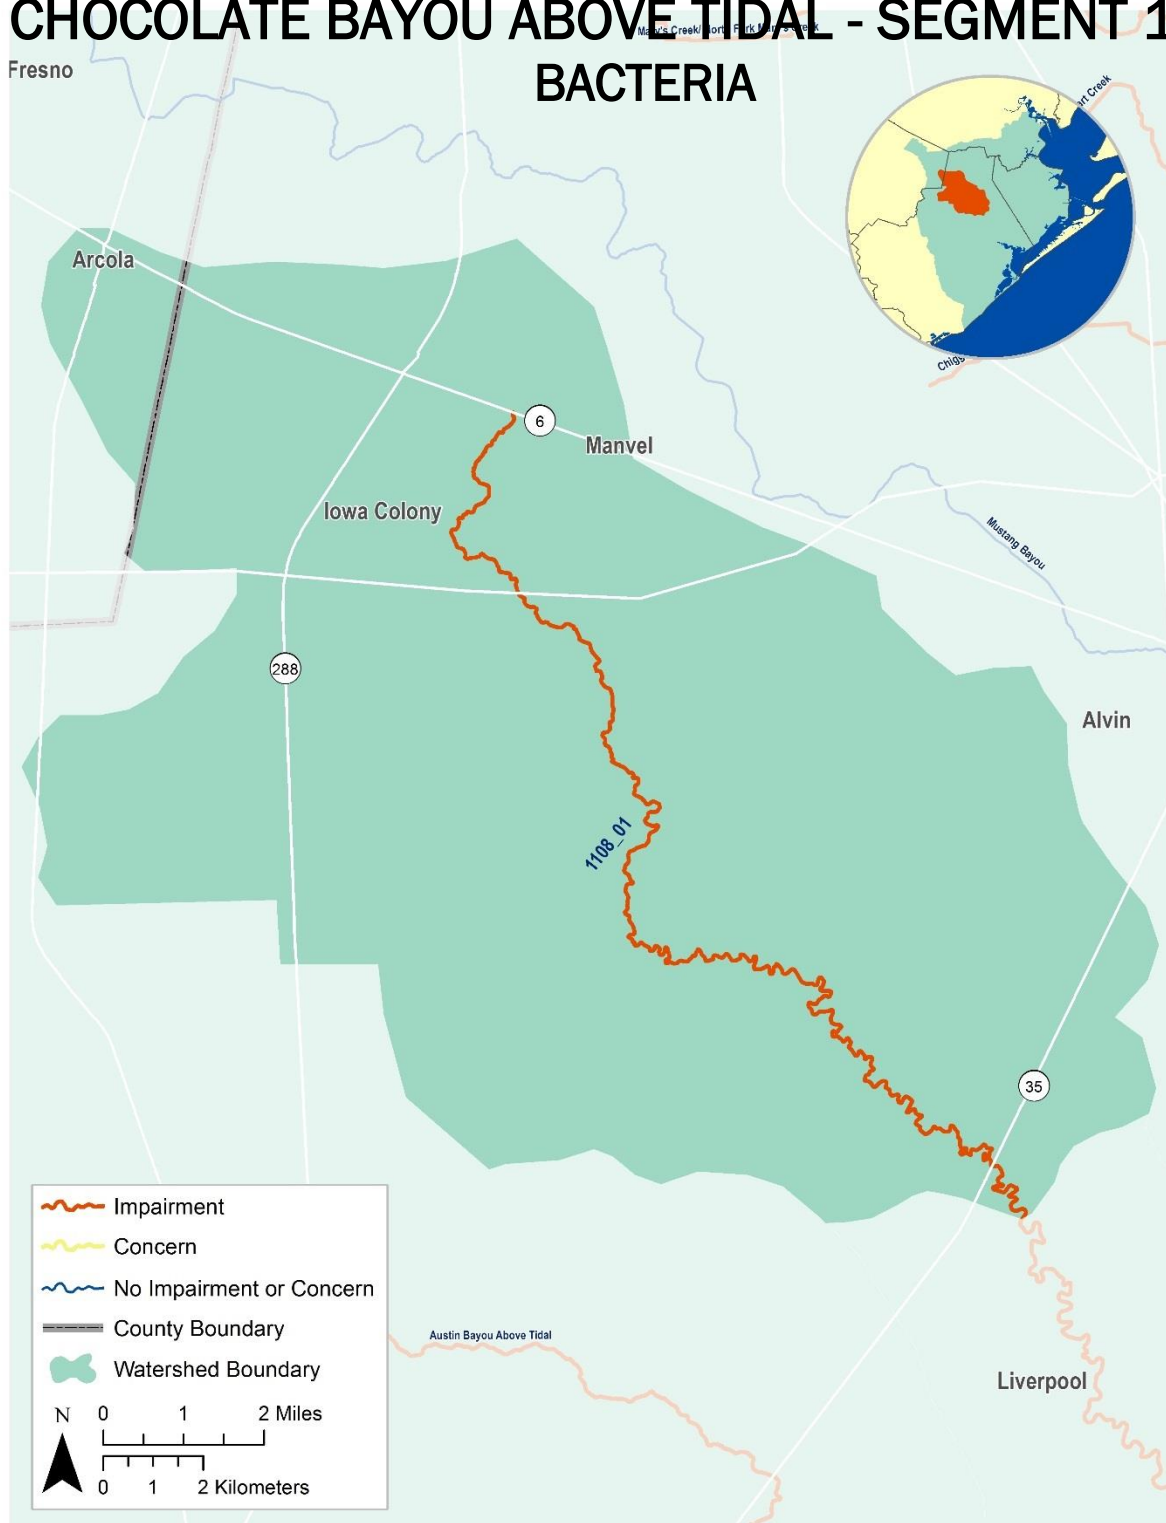 CHOCOLATE BAYOU ABOVE TIDAL - SEGMENT 1
BACTERIA
Fresno
Arcola
6
Manvel
Iowa Colony
Mustang Bayou
288
Alvin
1108_01
35
Impairment
Concern
No Impairment or Concern
County Boundary
Watershed Boundary
N
0 1 2 Miles
0 1 2 Kilometers
Austin Bayou Above Tidal
Liverpool